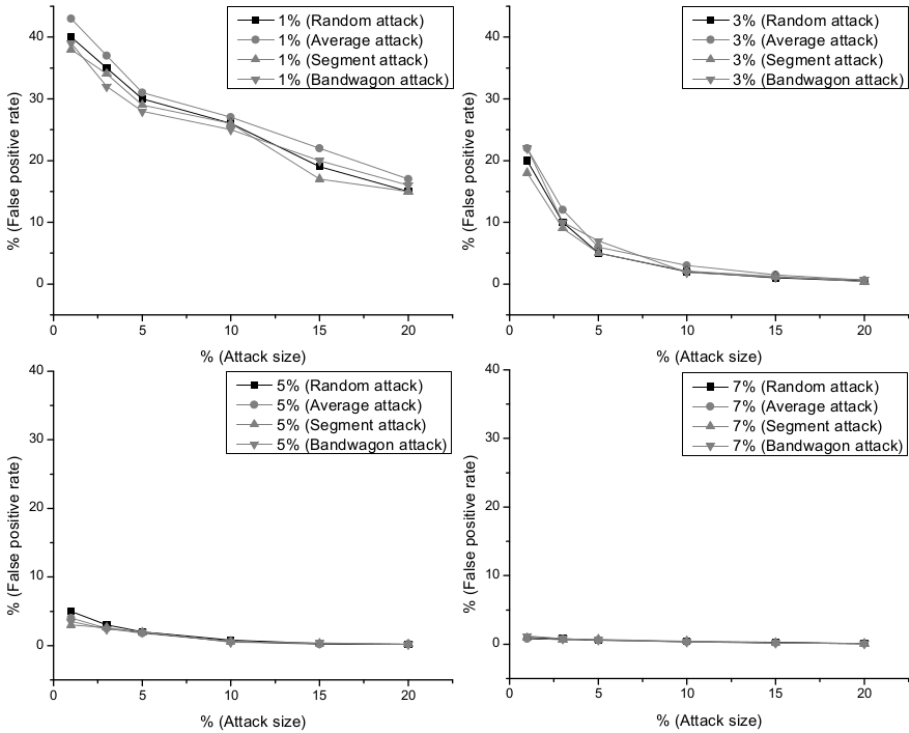 1% (Random attack)
1% (Average attack)
1% (Segment attack)
1% (Bandwagon attack)
% (False positive rate)
40
30
20
10
0
0
5
10
15
20
% (Attack size)
3% (Random attack)
3% (Average attack)
3% (Segment attack)
3% (Bandwagon attack)
% (False positive rate)
40
30
20
10
0
0
5
10
15
20
% (Attack size)
5% (Random attack)
5% (Average attack)
5% (Segment attack)
5% (Bandwagon attack)
% (False positive rate)
40
30
20
10
0
0
5
10
15
20
% (Attack size)
7% (Random attack)
7% (Average attack)
7% (Segment attack)
7% (Bandwagon attack)
% (False positive rate)
40
30
20
10
0
0
5
10
15
20
% (Attack size)